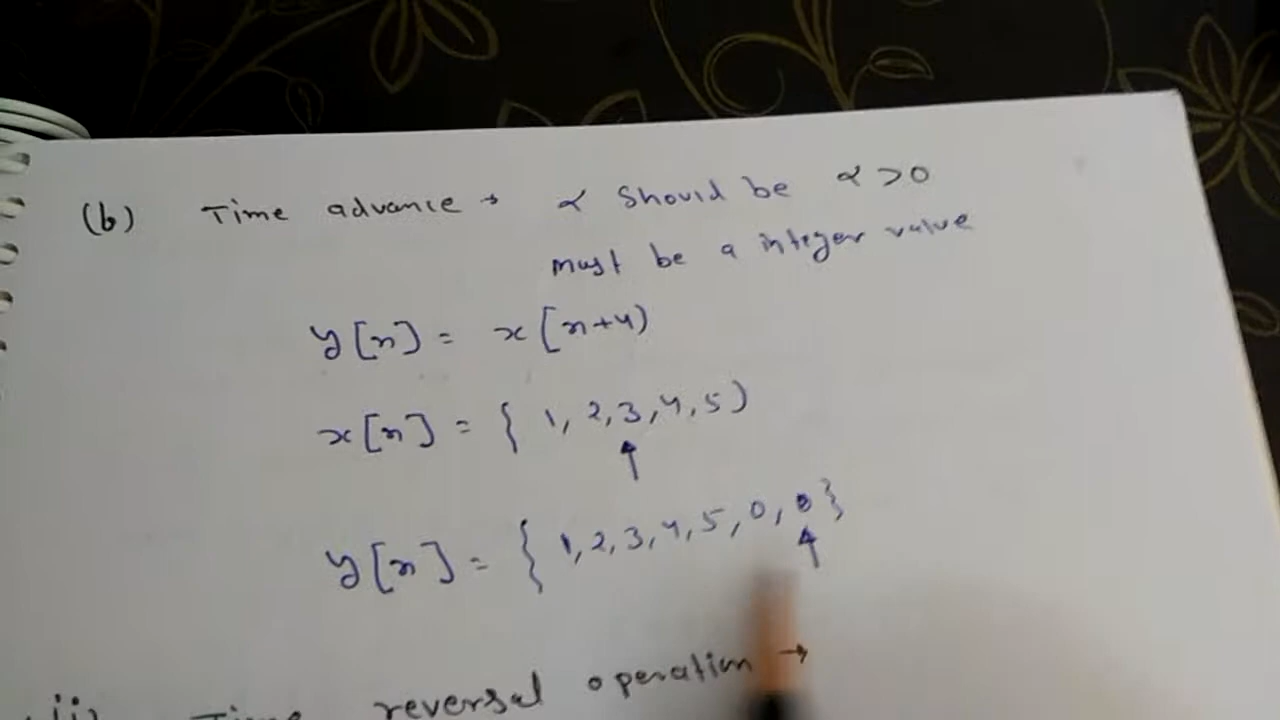 (b) Time advance → α should be α >0
must be a integer value
y[n] = x[n+4)
x[n] = { 1, 2, 3, 4, 5)
↑
y[n] = { 1, 2, 3, 4, 5, 0, 0}
↑
Time reversal operation →